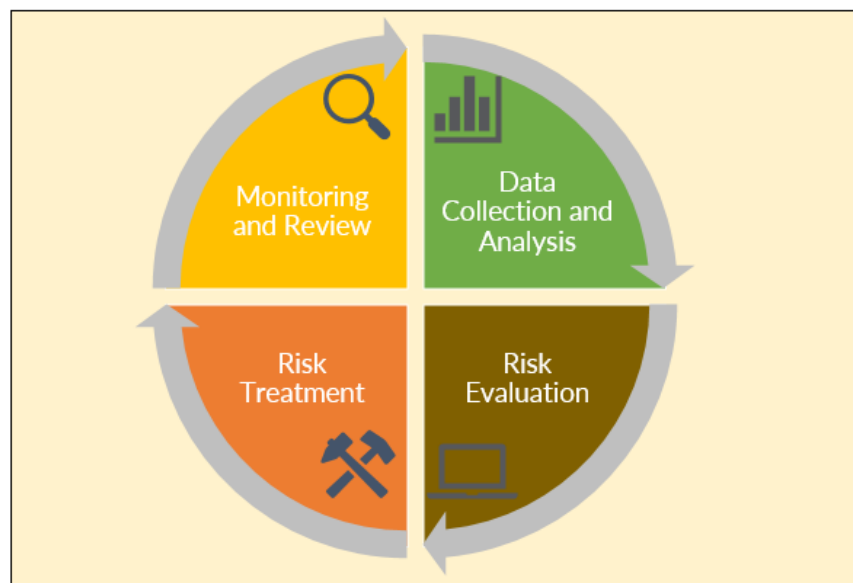 Monitoring
and Review
Data
Collection and
Analysis
Risk
Treatment
Risk
Evaluation